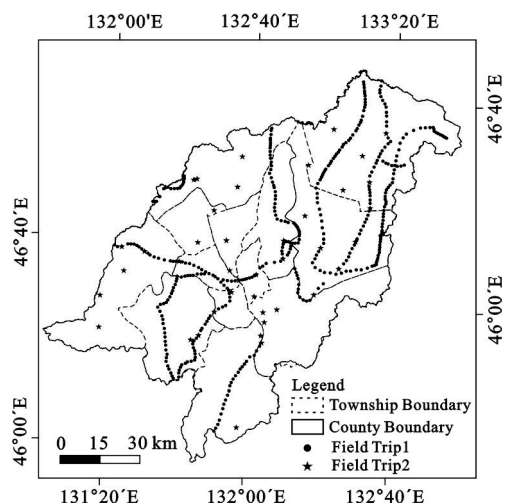 132°00′E 132°40′E 133°20′E
46°40′N
46°40′N
46°00′N
46°00′N
Legend
Township Boundary
County Boundary
Field Trip1
Field Trip2
0 15 30 km
131°20′E 132°00′E 132°40′E